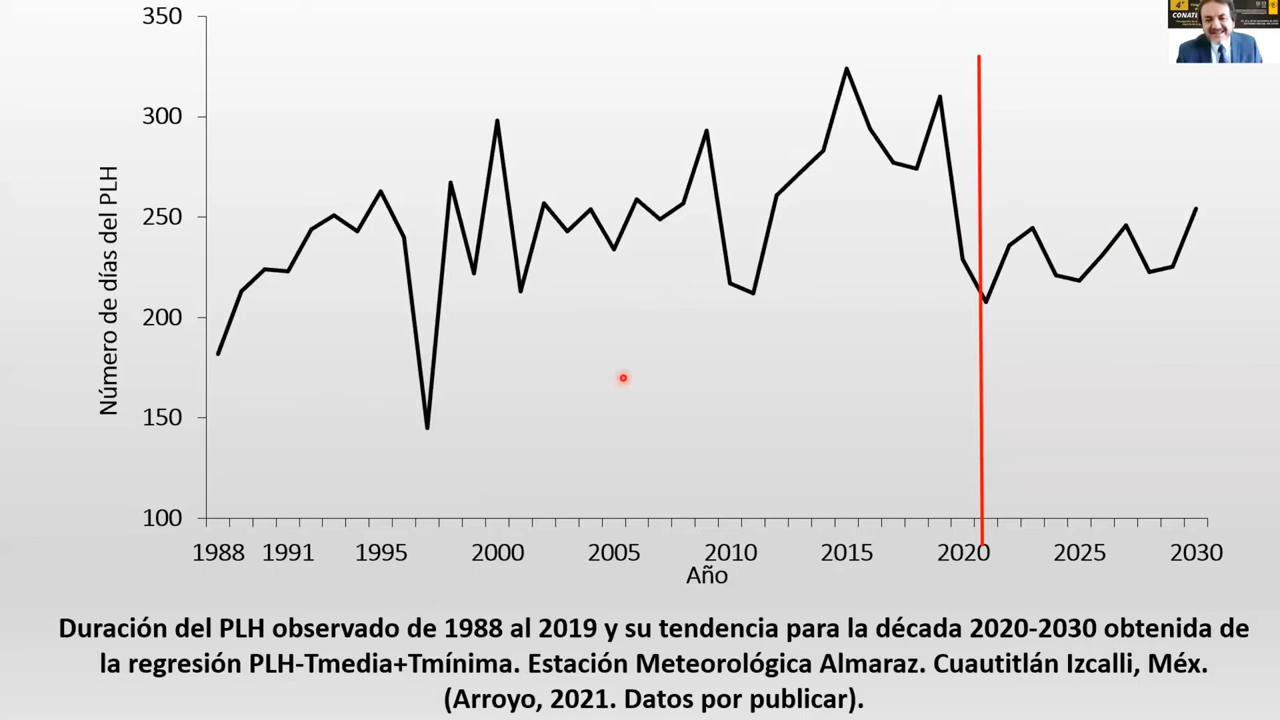 4°
CONATE
350
300
250
200
150
100
Número de días del PLH
1988 1991 1995 2000 2005 2010 2015 2020 2025 2030
Año
Duración del PLH observado de 1988 al 2019 y su tendencia para la década 2020-2030 obtenida de
la regresión PLH-Tmedia+Tmínima. Estación Meteorológica Almaraz. Cuautitlán Izcalli, Méx.
(Arroyo, 2021. Datos por publicar).